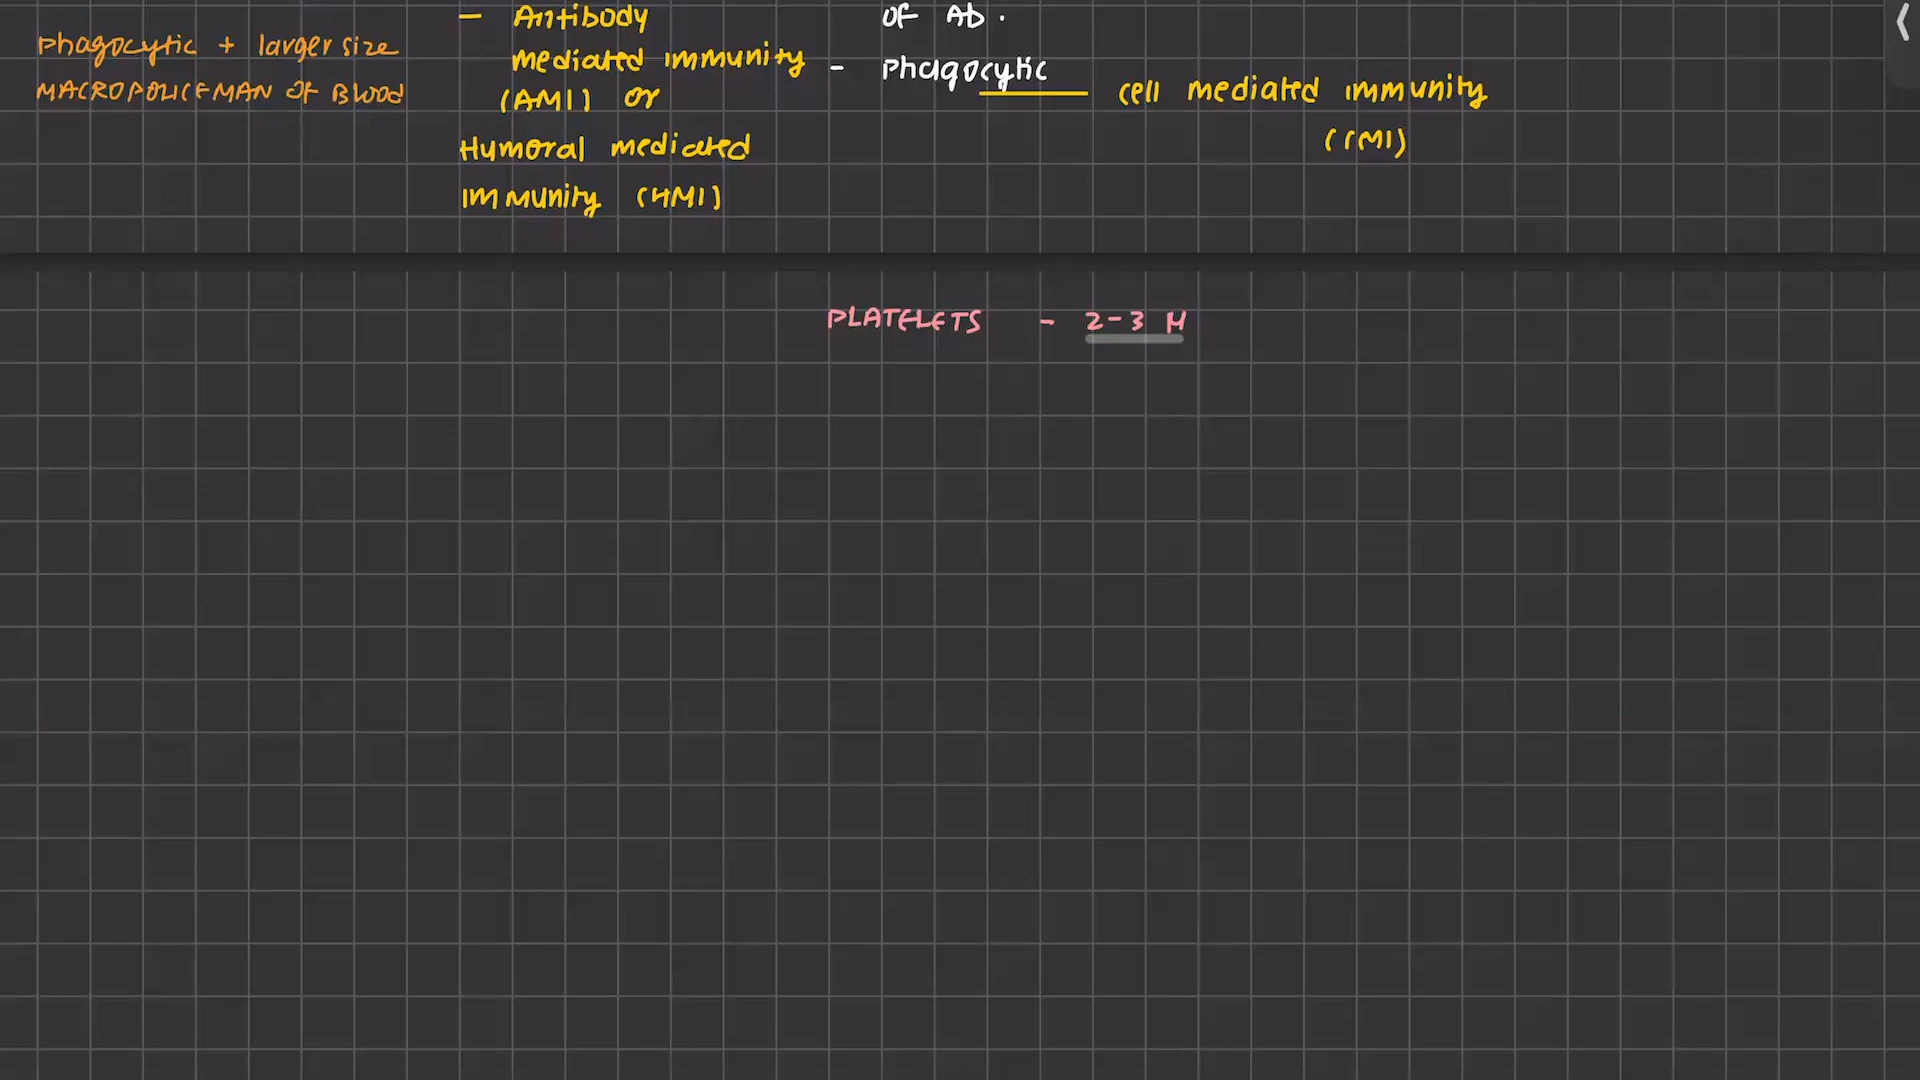 Phagocytic + larger size
MACROPOLICEMAN OF BLOOD
- Antibody
mediated immunity
(AMI) or
Humoral mediated
immunity (HMI)
of Ab.
- Phagocytic
cell mediated immunity
(CMI)
PLATELETS - 2-3 µ